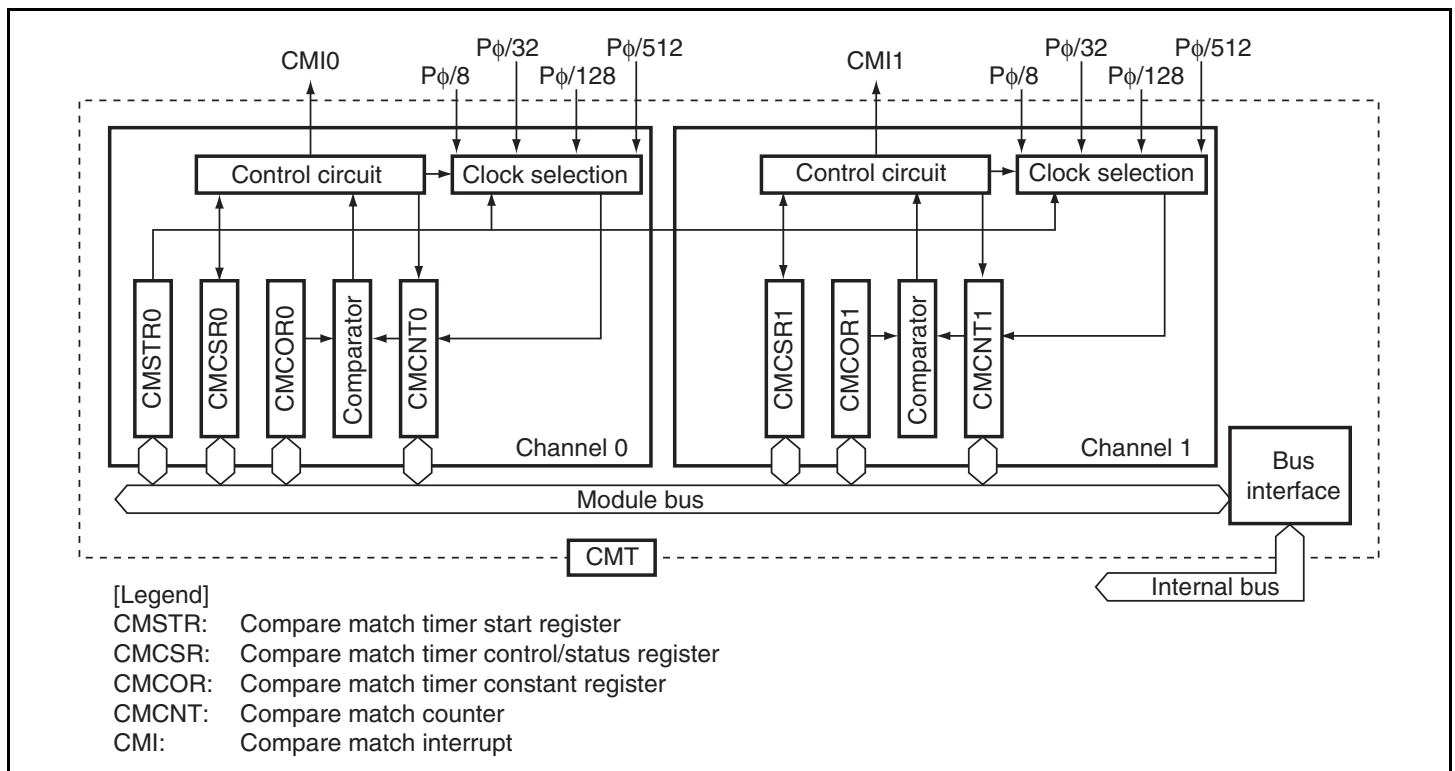 CMI0
Pφ/8
Pφ/32
Pφ/128
Pφ/512
CMI1
Pφ/8
Pφ/32
Pφ/128
Pφ/512
Control circuit
Clock selection
Control circuit
Clock selection
CMSTR0
CMCSR0
CMCOR0
Comparator
CMCNT0
Channel 0
CMCSR1
CMCOR1
Comparator
CMCNT1
Channel 1
Module bus
Bus
interface
CMT
Internal bus
[Legend]
CMSTR: Compare match timer start register
CMCSR: Compare match timer control/status register
CMCOR: Compare match timer constant register
CMCNT: Compare match counter
CMI: Compare match interrupt